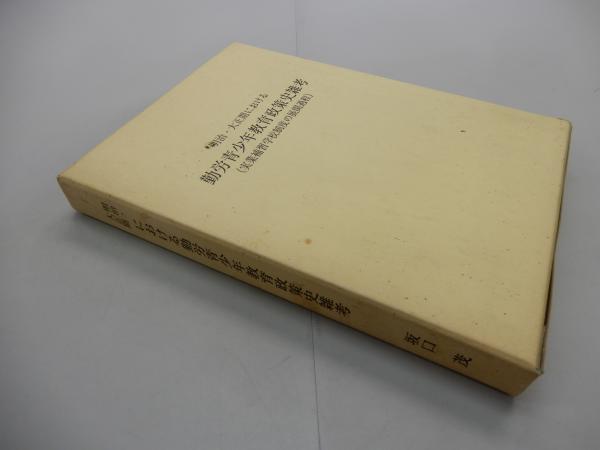 明治・大正期における
勤労青少年教育政策史雑考
(実業補習学校制度の展開過程)
明治・大正期における勤労青少年教育政策史雑考 坂口 茂